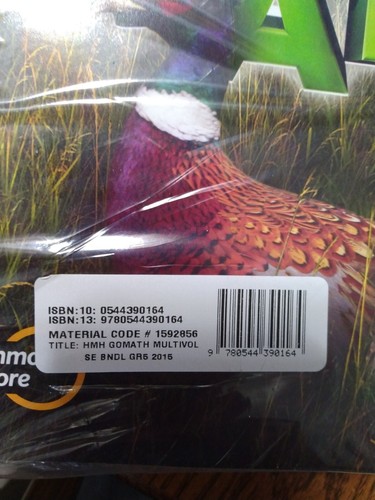 ISBN:10: 0544390164
ISBN:13: 9780544390164
MATERIAL CODE # 1592856
TITLE: HMH GOMATH MULTIVOL
SE BNDL GR5 2015
9 780544 390164